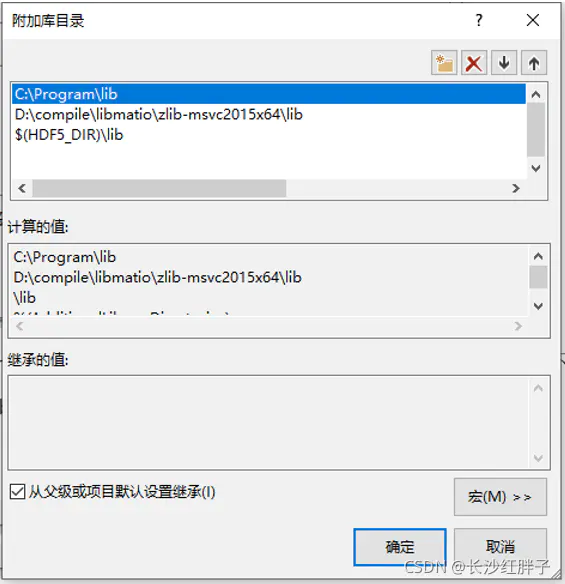 附加库目录
C:\Program\lib
D:\compile\libmatio\zlib-msvc2015x64\lib
$(HDF5_DIR)\lib
计算的值:
C:\Program\lib
D:\compile\libmatio\zlib-msvc2015x64\lib
\lib
继承的值:
从父级或项目默认设置继承(I)
宏(M) >>
确定
取消
CSDN @长沙红胖子